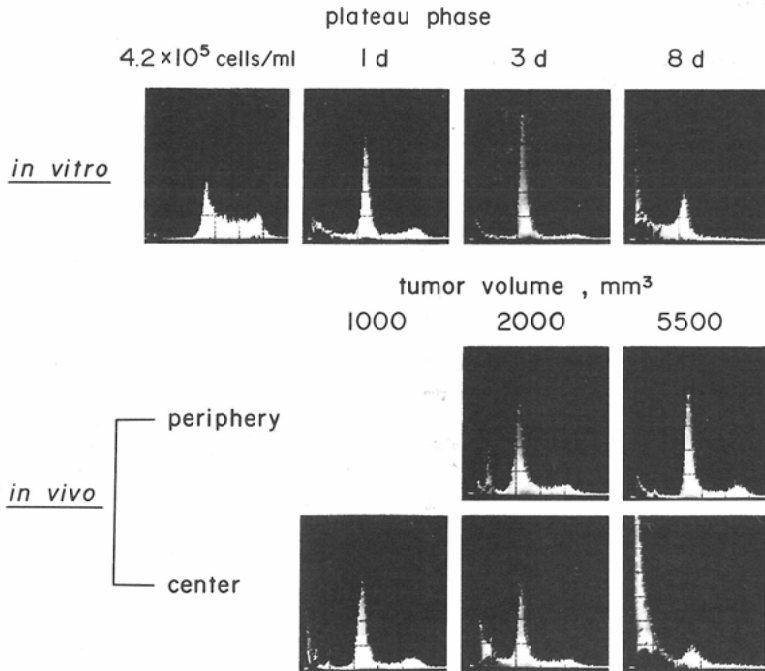 plateau phase
4.2×10⁵ cells/ml 1 d 3 d 8 d
in vitro
tumor volume , mm³
1000 2000 5500
periphery
in vivo
center